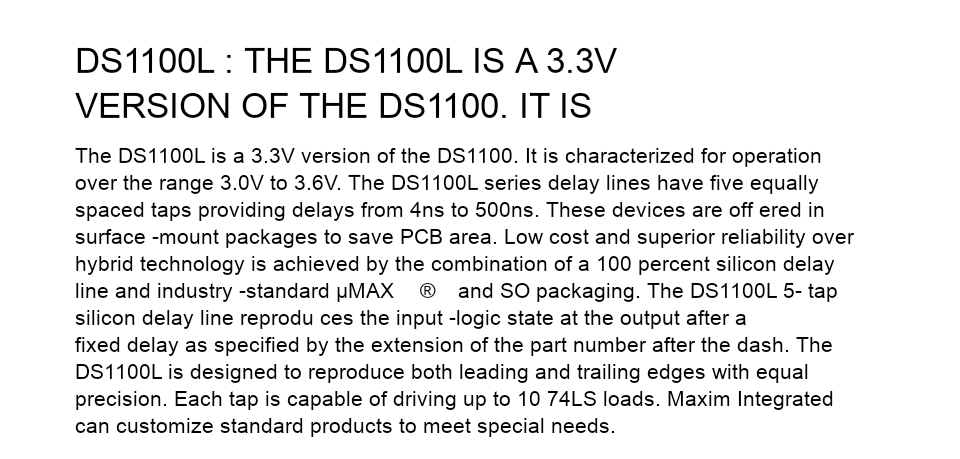 DS1100L : THE DS1100L IS A 3.3V
VERSION OF THE DS1100. IT IS
The DS1100L is a 3.3V version of the DS1100. It is characterized for operation
over the range 3.0V to 3.6V. The DS1100L series delay lines have five equally
spaced taps providing delays from 4ns to 500ns. These devices are off ered in
surface -mount packages to save PCB area. Low cost and superior reliability over
hybrid technology is achieved by the combination of a 100 percent silicon delay
line and industry -standard µMAX ® and SO packaging. The DS1100L 5- tap
silicon delay line reprodu ces the input -logic state at the output after a
fixed delay as specified by the extension of the part number after the dash. The
DS1100L is designed to reproduce both leading and trailing edges with equal
precision. Each tap is capable of driving up to 10 74LS loads. Maxim Integrated
can customize standard products to meet special needs.